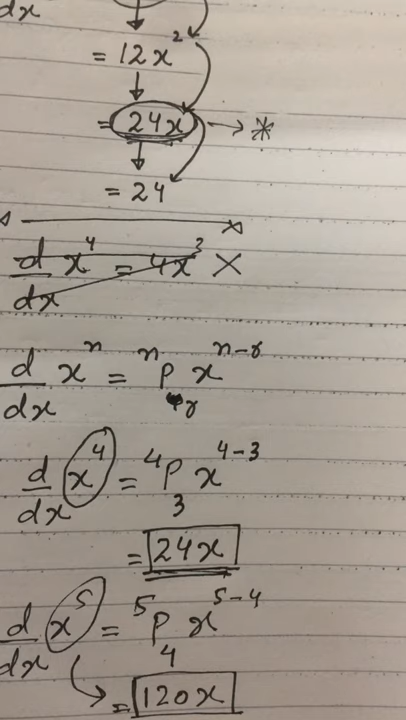 dx
= 12x²
= 24x → *
= 24
d/dx x⁴ = 4x³ ×
d/dx xⁿ = ⁿPᵣ xⁿ⁻ʳ
d/dx x⁴ = ⁴P₃ x⁴⁻³
= 24x
d/dx x⁵ = ⁵P₄ x⁵⁻⁴
= 120x